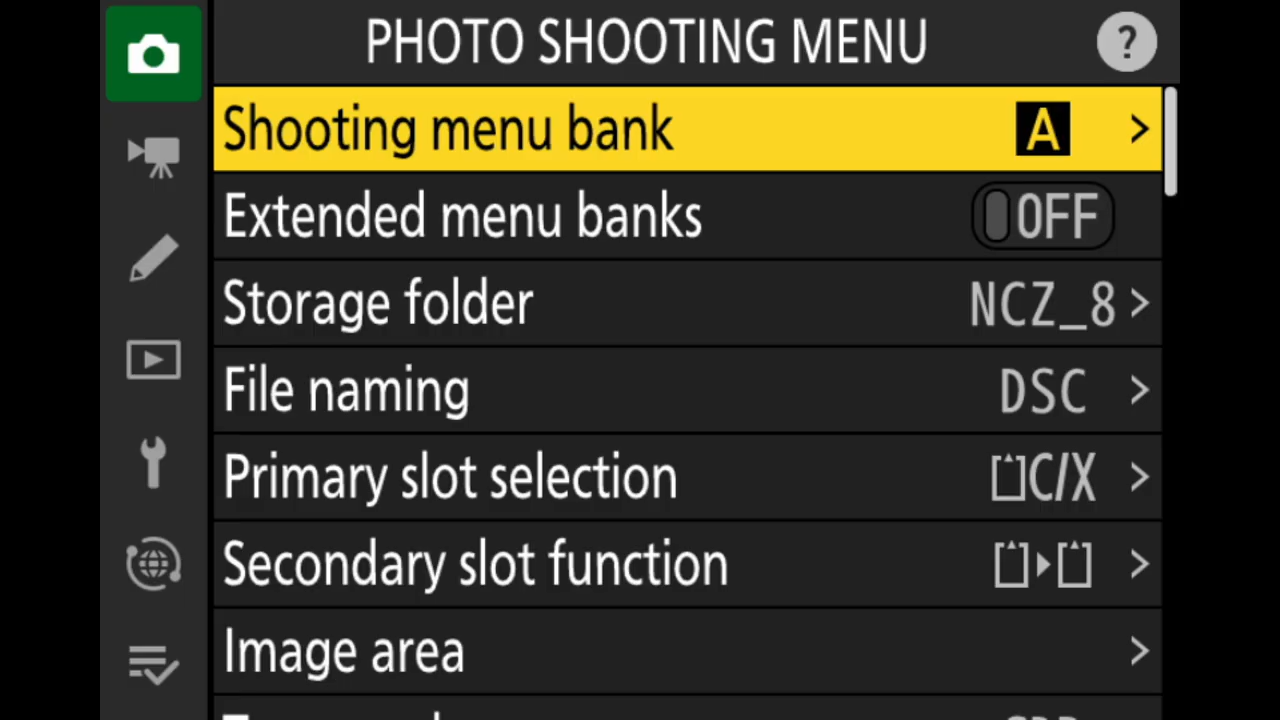 PHOTO SHOOTING MENU ?
Shooting menu bank A >
Extended menu banks OFF
Storage folder NCZ_8 >
File naming DSC >
Primary slot selection C/X >
Secondary slot function >
Image area >